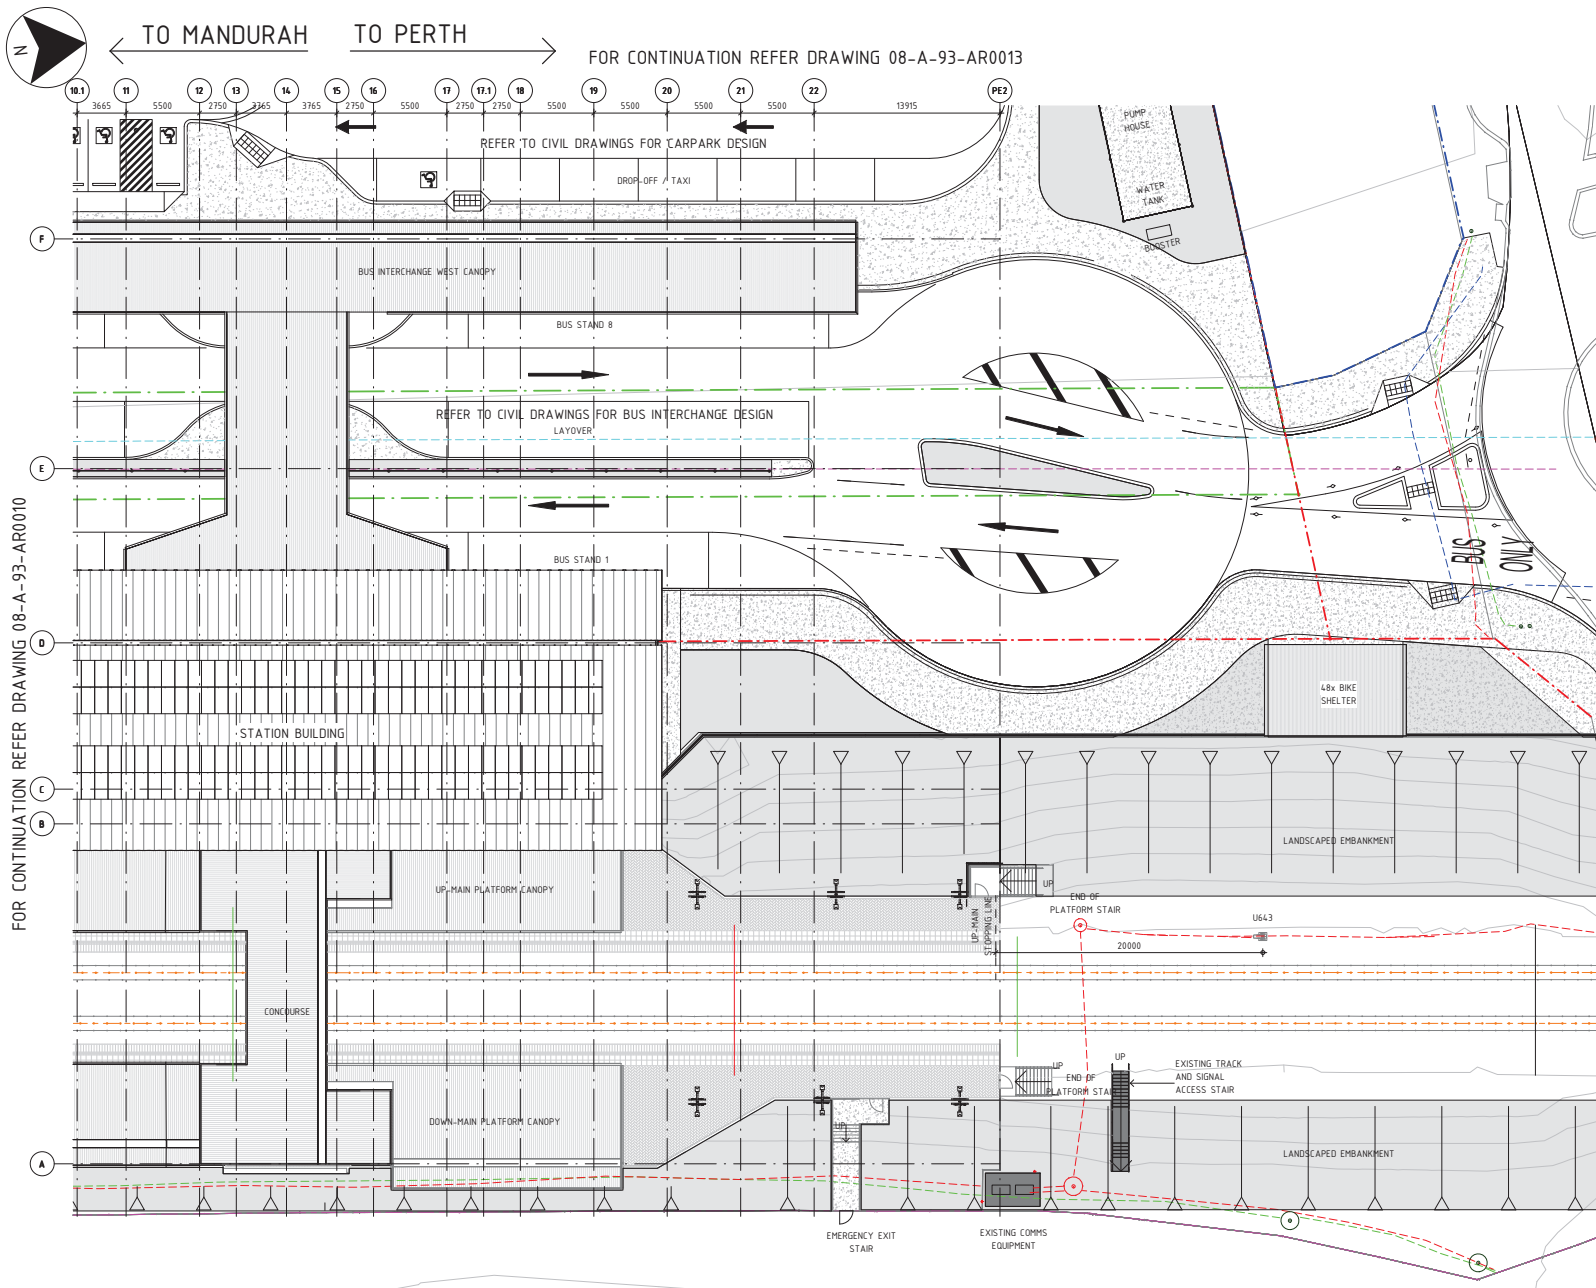 N
TO MANDURAH
TO PERTH
FOR CONTINUATION REFER DRAWING 08-A-93-AR0013
10.1
11
12
13
14
15
16
17
17.1
18
19
20
21
22
PE2
3665
5500
2750
3765
3765
2750
5500
2750
2750
5500
5500
5500
5500
13915
REFER TO CIVIL DRAWINGS FOR CARPARK DESIGN
DROP-OFF / TAXI
PUMP
HOUSE
WATER
TANK
BOOSTER
F
BUS INTERCHANGE WEST CANOPY
BUS STAND 8
REFER TO CIVIL DRAWINGS FOR BUS INTERCHANGE DESIGN
LAYOVER
E
BUS STAND 1
BUS
ONLY
D
48x BIKE
SHELTER
STATION BUILDING
C
B
LANDSCAPED EMBANKMENT
FOR CONTINUATION REFER DRAWING 08-A-93-AR0010
UP-MAIN PLATFORM CANOPY
UP
END OF
PLATFORM STAIR
UP-MAIN
STOPPING LINE
U643
20000
CONCOURSE
UP
END OF
PLATFORM STAIR
UP
EXISTING TRACK
AND SIGNAL
ACCESS STAIR
DOWN-MAIN PLATFORM CANOPY
UP
LANDSCAPED EMBANKMENT
A
EMERGENCY EXIT
STAIR
EXISTING COMMS
EQUIPMENT